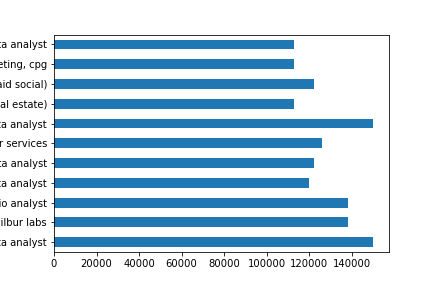 ta analyst
eting, cpg
aid social)
al estate)
ta analyst
r services
ta analyst
ta analyst
io analyst
ilbur labs
ta analyst
0 20000 40000 60000 80000 100000 120000 140000